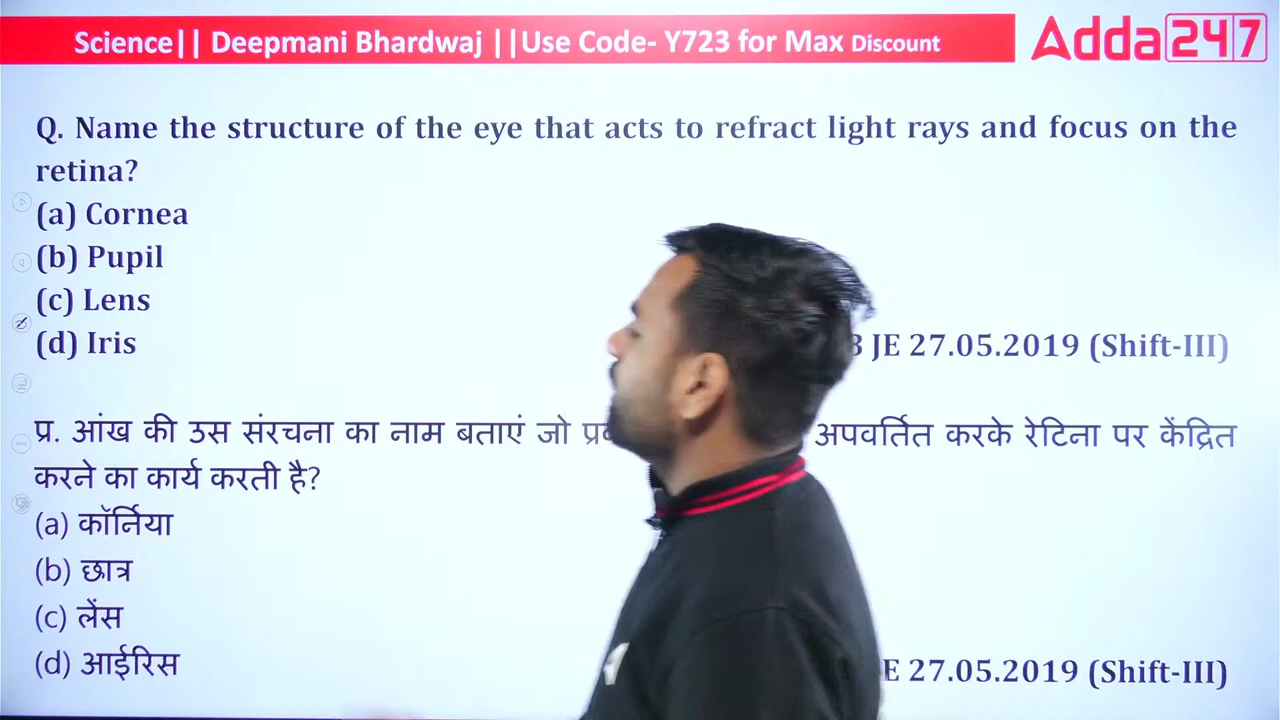 Science|| Deepmani Bhardwaj ||Use Code- Y723 for Max Discount
Adda247
Q. Name the structure of the eye that acts to refract light rays and focus on the
retina?
(a) Cornea
(b) Pupil
(c) Lens
(d) Iris
JE 27.05.2019 (Shift-III)
प्र. आंख की उस संरचना का नाम बताएं जो अपवर्तित करके रेटिना पर केंद्रित
करने का कार्य करती है?
(a) कॉर्निया
(b) छात्र
(c) लेंस
(d) आईरिस
27.05.2019 (Shift-III)